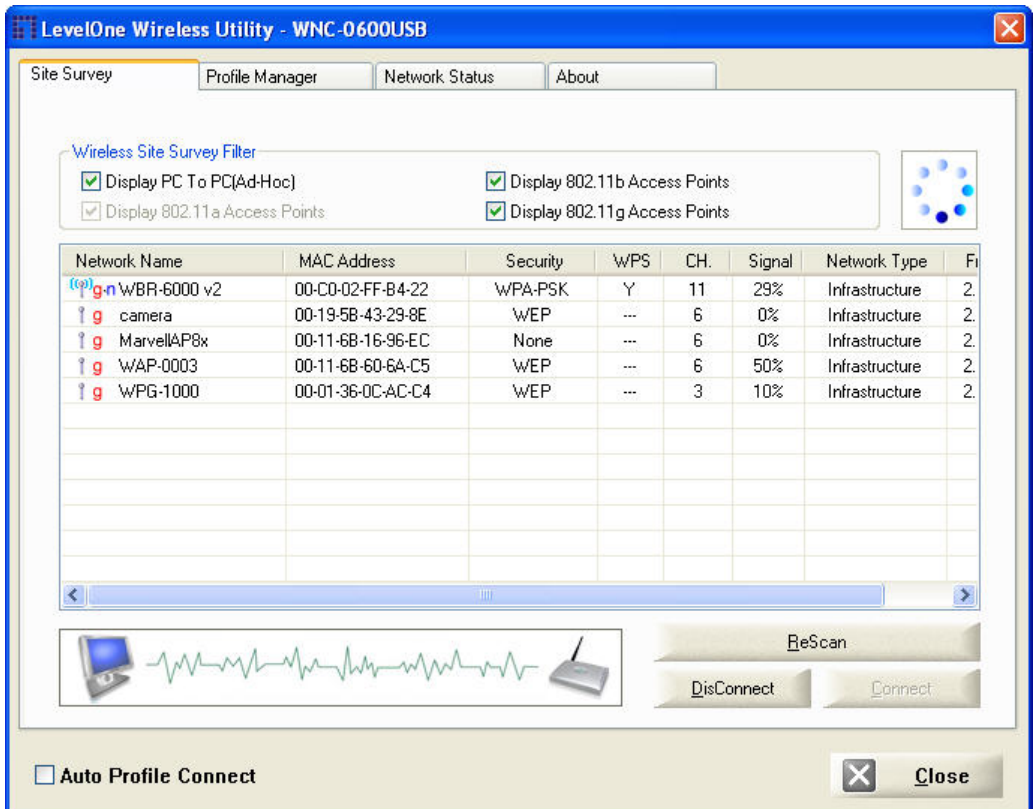 LevelOne Wireless Utility - WNC-0600USB
Site Survey Profile Manager Network Status About
Wireless Site Survey Filter
Display PC To PC(Ad-Hoc) Display 802.11b Access Points
Display 802.11a Access Points Display 802.11g Access Points
Network Name MAC Address Security WPS CH. Signal Network Type
g-n WBR-6000 v2 00-C0-02-FF-B4-22 WPA-PSK Y 11 29% Infrastructure 2.
g camera 00-19-5B-43-29-8E WEP --- 6 0% Infrastructure 2.
g MarvellAP8x 00-11-6B-16-96-EC None --- 6 0% Infrastructure 2.
g WAP-0003 00-11-6B-60-6A-C5 WEP --- 6 50% Infrastructure 2.
g WPG-1000 00-01-36-0C-AC-C4 WEP --- 3 10% Infrastructure 2.
ReScan
DisConnect Connect
Auto Profile Connect Close